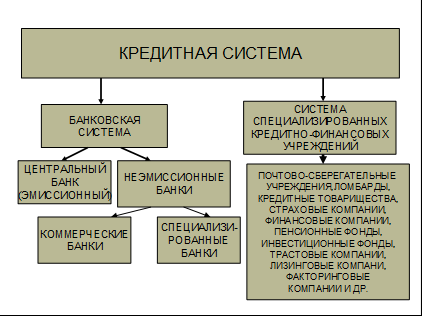 КРЕДИТНАЯ СИСТЕМА
БАНКОВСКАЯ
СИСТЕМА
СИСТЕМА
СПЕЦИАЛИЗИРОВАННЫХ
КРЕДИТНО-ФИНАНСОВЫХ
УЧРЕЖДЕНИЙ
ЦЕНТРАЛЬНЫЙ
БАНК
(ЭМИССИОННЫЙ)
НЕЭМИССИОННЫЕ
БАНКИ
КОММЕРЧЕСКИЕ
БАНКИ
СПЕЦИАЛИЗИ-
РОВАННЫЕ
БАНКИ
ПОЧТОВО-СБЕРЕГАТЕЛЬНЫЕ
УЧРЕЖДЕНИЯ,ЛОМБАРДЫ,
КРЕДИТНЫЕ ТОВАРИЩЕСТВА,
СТРАХОВЫЕ КОМПАНИИ,
ФИНАНСОВЫЕ КОМПАНИИ,
ПЕНСИОННЫЕ ФОНДЫ,
ИНВЕСТИЦИОННЫЕ ФОНДЫ,
ТРАСТОВЫЕ КОМПАНИИ,
ЛИЗИНГОВЫЕ КОМПАНИ,
ФАКТОРИНГОВЫЕ
КОМПАНИИ И ДР.